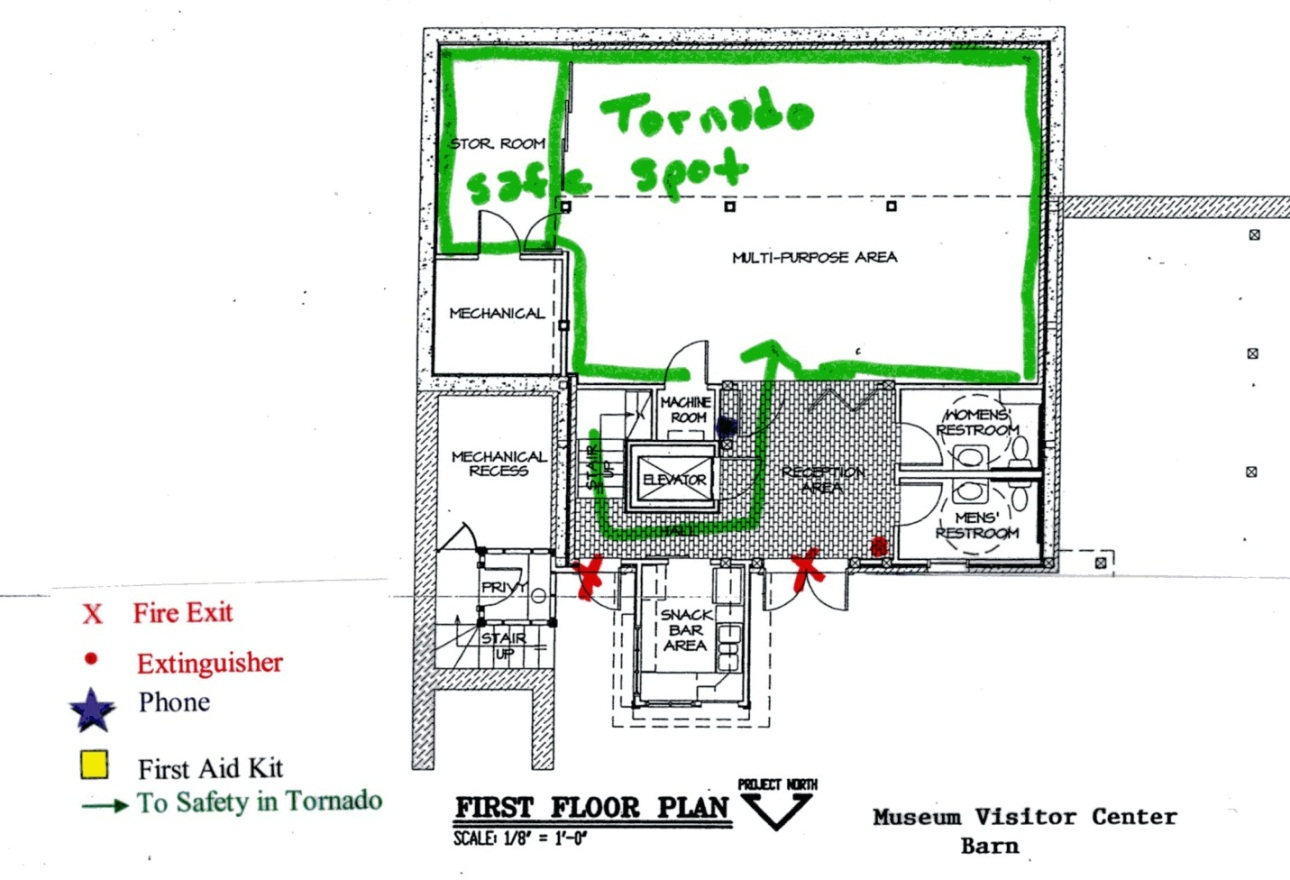 Tornado
STOR. ROOM
safe spot
MULTI-PURPOSE AREA
MECHANICAL
MACHINE
ROOM
WOMENS'
RESTROOM
MECHANICAL
RECESS
STAIR
UP
ELEVATOR
RECEPTION
AREA
MENS'
RESTROOM
HALL
PRIVY
SNACK
BAR
AREA
STAIR
UP
X Fire Exit
Extinguisher
Phone
First Aid Kit
To Safety in Tornado
FIRST FLOOR PLAN
SCALE: 1/8" = 1'-0"
PROJECT NORTH
Museum Visitor Center
Barn